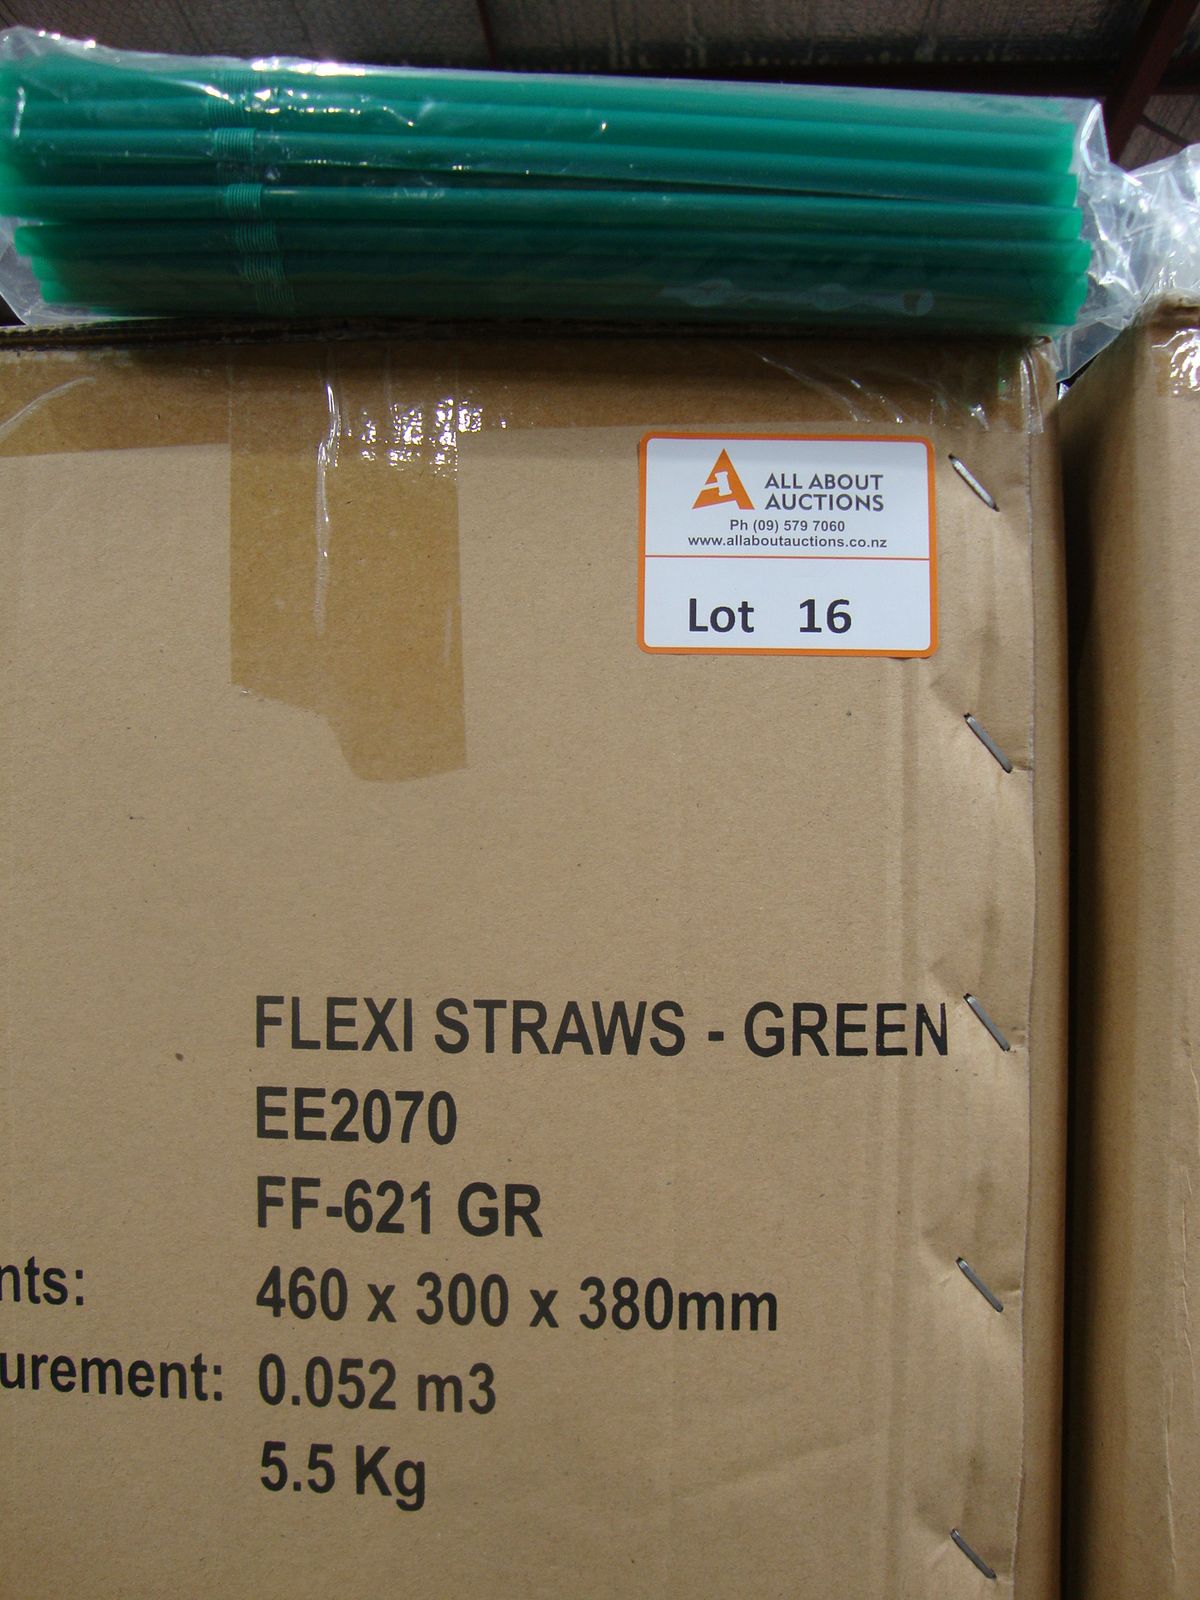 ALL ABOUT
AUCTIONS
Ph (09) 579 7060
www.allaboutauctions.co.nz
Lot 16
FLEXI STRAWS - GREEN
EE2070
FF-621 GR
nts: 460 x 300 x 380mm
urement: 0.052 m3
5.5 Kg